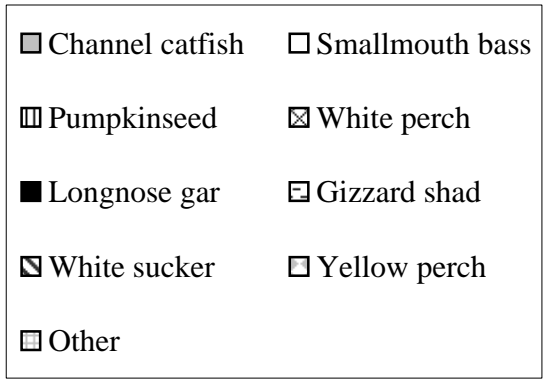 Channel catfish Smallmouth bass
Pumpkinseed White perch
Longnose gar Gizzard shad
White sucker Yellow perch
Other